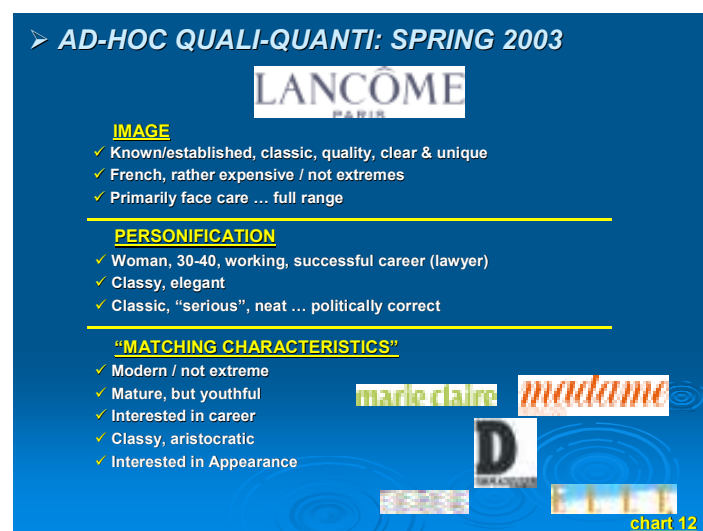 AD-HOC QUALI-QUANTI: SPRING 2003
LANCÔME
PARIS
IMAGE
Known/established, classic, quality, clear & unique
French, rather expensive / not extremes
Primarily face care … full range
PERSONIFICATION
Woman, 30-40, working, successful career (lawyer)
Classy, elegant
Classic, “serious”, neat … politically correct
“MATCHING CHARACTERISTICS”
Modern / not extreme
Mature, but youthful
Interested in career
Classy, aristocratic
Interested in Appearance
marie claire
madame
D
ELLE
chart 12